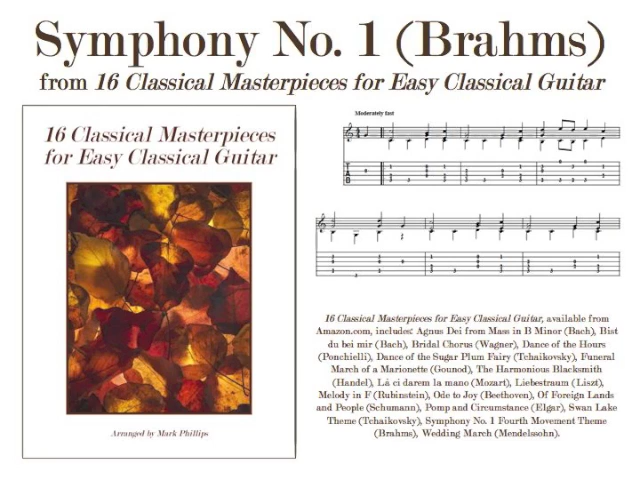 Symphony No. 1 (Brahms)
from 16 Classical Masterpieces for Easy Classical Guitar
16 Classical Masterpieces
for Easy Classical Guitar
Arranged by Mark Phillips
Moderately fast
16 Classical Masterpieces for Easy Classical Guitar, available from
Amazon.com, includes: Agnus Dei from Mass in B Minor (Bach), Bist
du bei mir (Bach), Bridal Chorus (Wagner), Dance of the Hours
(Ponchielli), Dance of the Sugar Plum Fairy (Tchaikovsky), Funeral
March of a Marionette (Gounod), The Harmonious Blacksmith
(Handel), Lá ci darem la mano (Mozart), Liebestraum (Liszt),
Melody in F (Rubinstein), Ode to Joy (Beethoven), Of Foreign Lands
and People (Schumann), Pomp and Circumstance (Elgar), Swan Lake
Theme (Tchaikovsky), Symphony No. 1 Fourth Movement Theme
(Brahms), Wedding March (Mendelssohn).